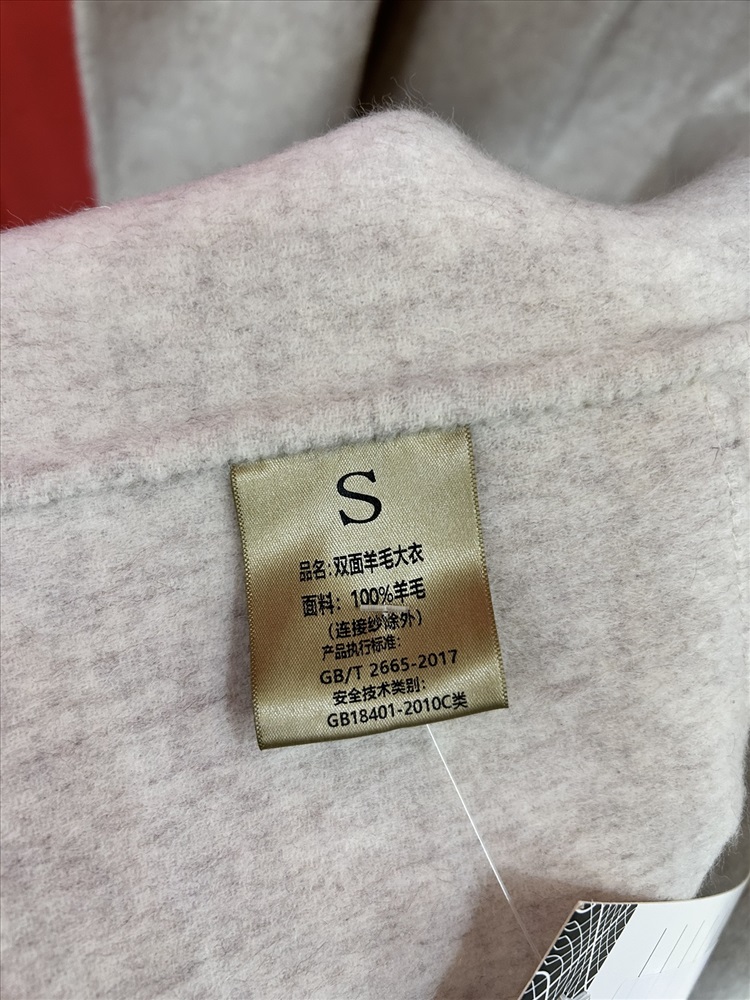 S
品名:双面羊毛大衣
面料：100%羊毛
（连接纱除外）
产品执行标准：
GB/T 2665-2017
安全技术类别：
GB18401-2010C类